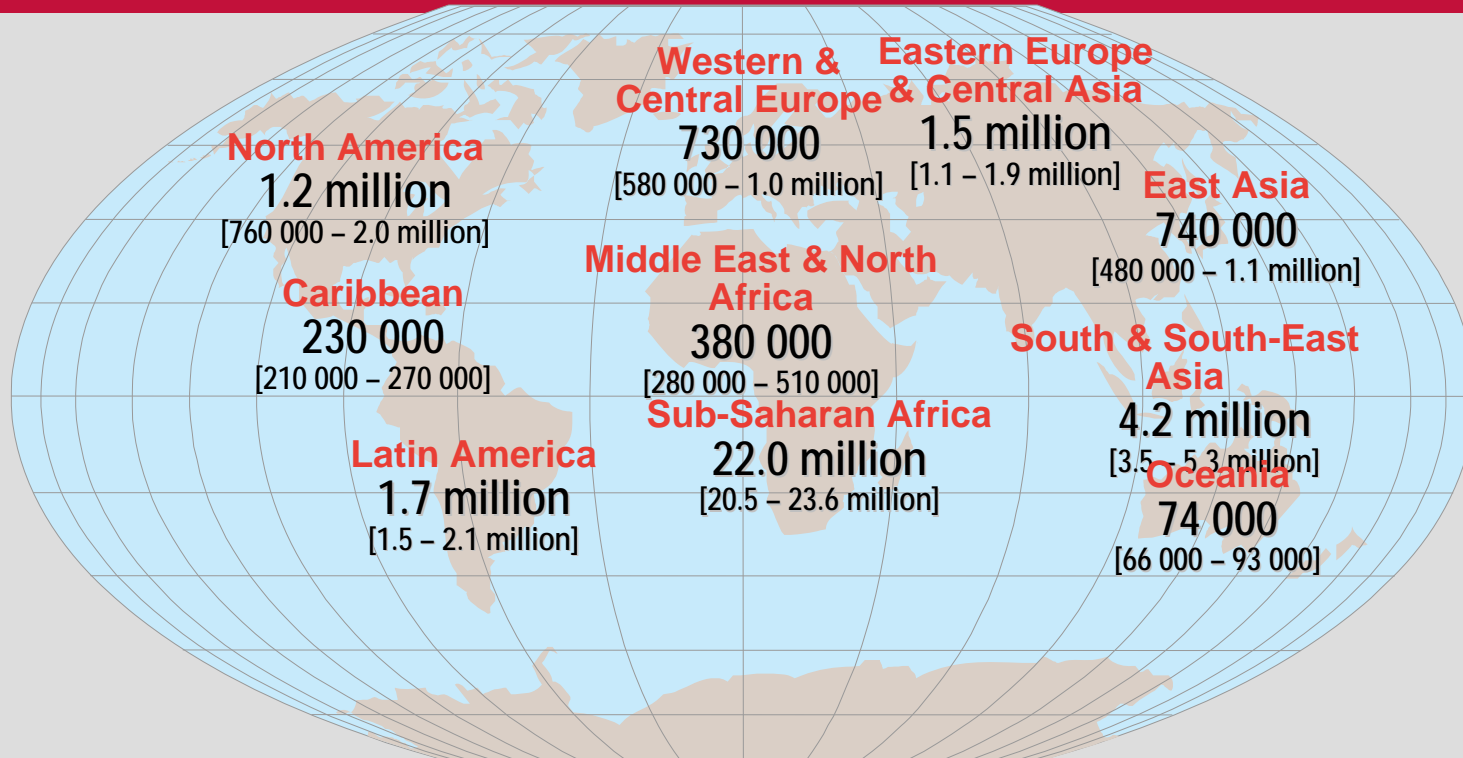 Western &
Central Europe
730 000
[580 000 – 1.0 million]
Eastern Europe
& Central Asia
1.5 million
[1.1 – 1.9 million]
North America
1.2 million
[760 000 – 2.0 million]
East Asia
740 000
[480 000 – 1.1 million]
Middle East & North
Africa
380 000
[280 000 – 510 000]
Caribbean
230 000
[210 000 – 270 000]
South & South-East
Asia
4.2 million
[3.5 – 5.3 million]
Sub-Saharan Africa
22.0 million
[20.5 – 23.6 million]
Latin America
1.7 million
[1.5 – 2.1 million]
Oceania
74 000
[66 000 – 93 000]